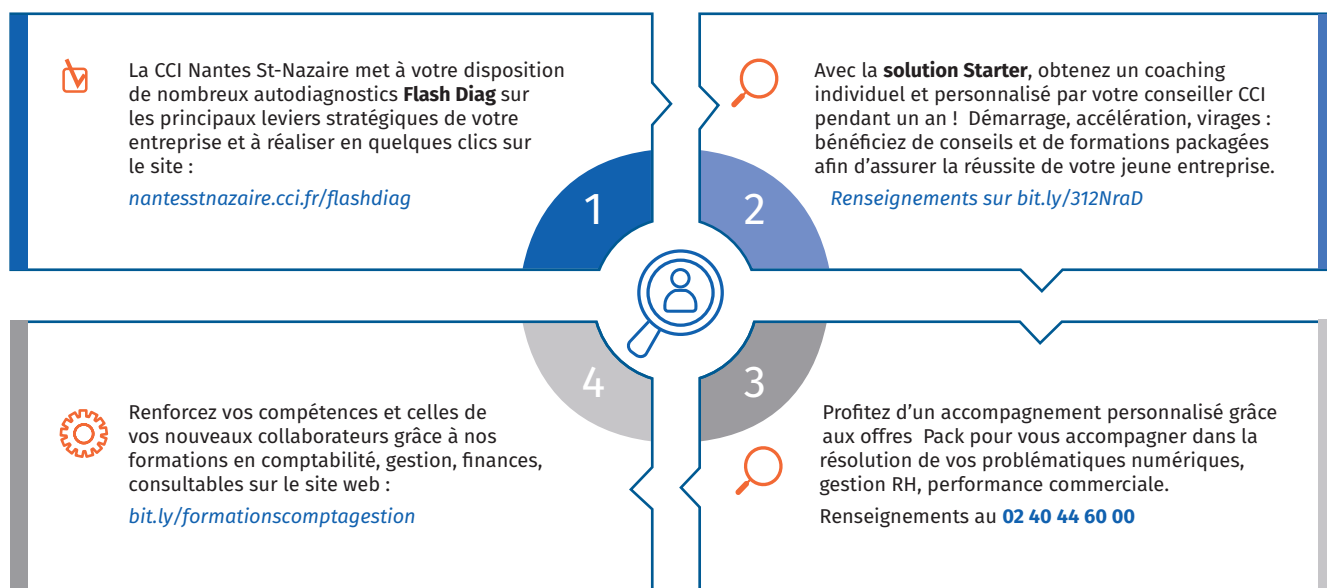 La CCI Nantes St-Nazaire met à votre disposition
de nombreux autodiagnostics Flash Diag sur
les principaux leviers stratégiques de votre
entreprise et à réaliser en quelques clics sur
le site :
nantesstnazaire.cci.fr/flashdiag
1
Avec la solution Starter, obtenez un coaching
individuel et personnalisé par votre conseiller CCI
pendant un an ! Démarrage, accélération, virages :
bénéficiez de conseils et de formations packagées
afin d'assurer la réussite de votre jeune entreprise.
Renseignements sur bit.ly/312NraD
2
3
Profitez d'un accompagnement personnalisé grâce
aux offres Pack pour vous accompagner dans la
résolution de vos problématiques numériques,
gestion RH, performance commerciale.
Renseignements au 02 40 44 60 00
4
Renforcez vos compétences et celles de
vos nouveaux collaborateurs grâce à nos
formations en comptabilité, gestion, finances,
consultables sur le site web :
bit.ly/formationscomptagestion